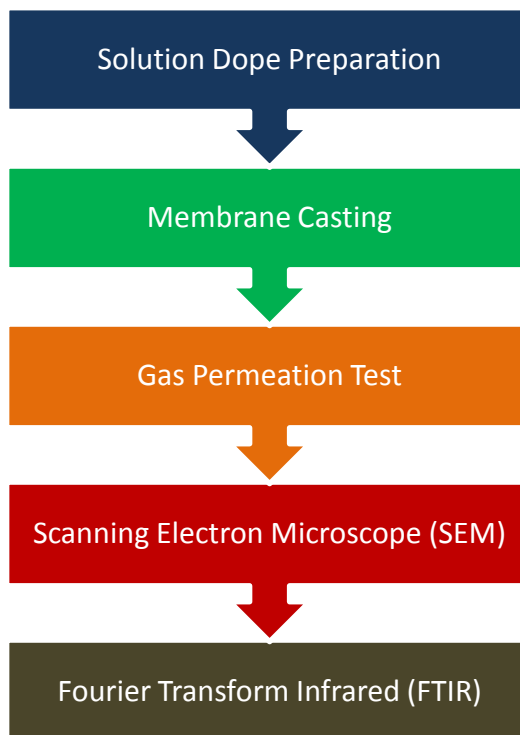 Solution Dope Preparation
Membrane Casting
Gas Permeation Test
Scanning Electron Microscope (SEM)
Fourier Transform Infrared (FTIR)